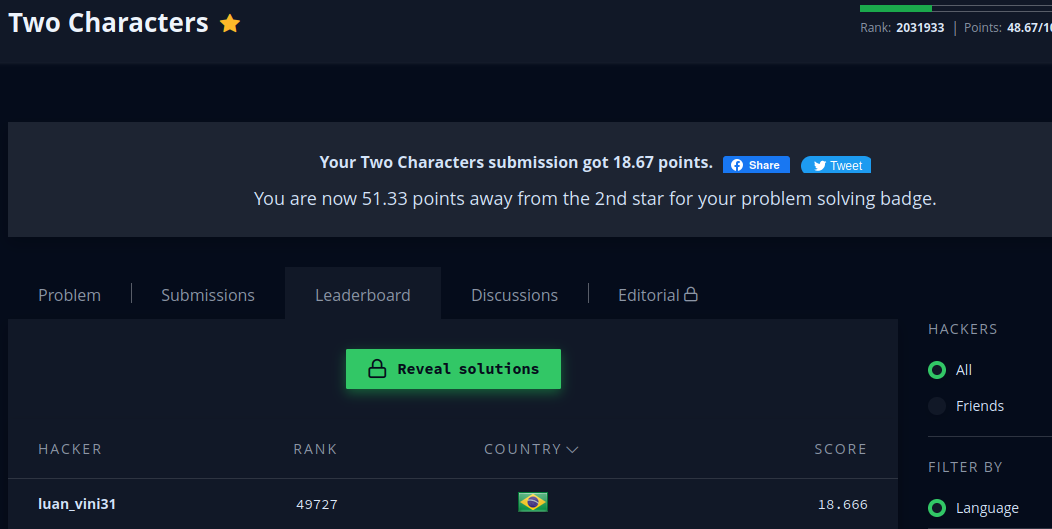 Two Characters
Rank: 2031933 | Points: 48.67/10
Your Two Characters submission got 18.67 points. Share Tweet
You are now 51.33 points away from the 2nd star for your problem solving badge.
Problem Submissions Leaderboard Discussions Editorial
Reveal solutions
HACKER RANK COUNTRY SCORE
luan_vini31 49727 18.666
HACKERS
All
Friends
FILTER BY
Language